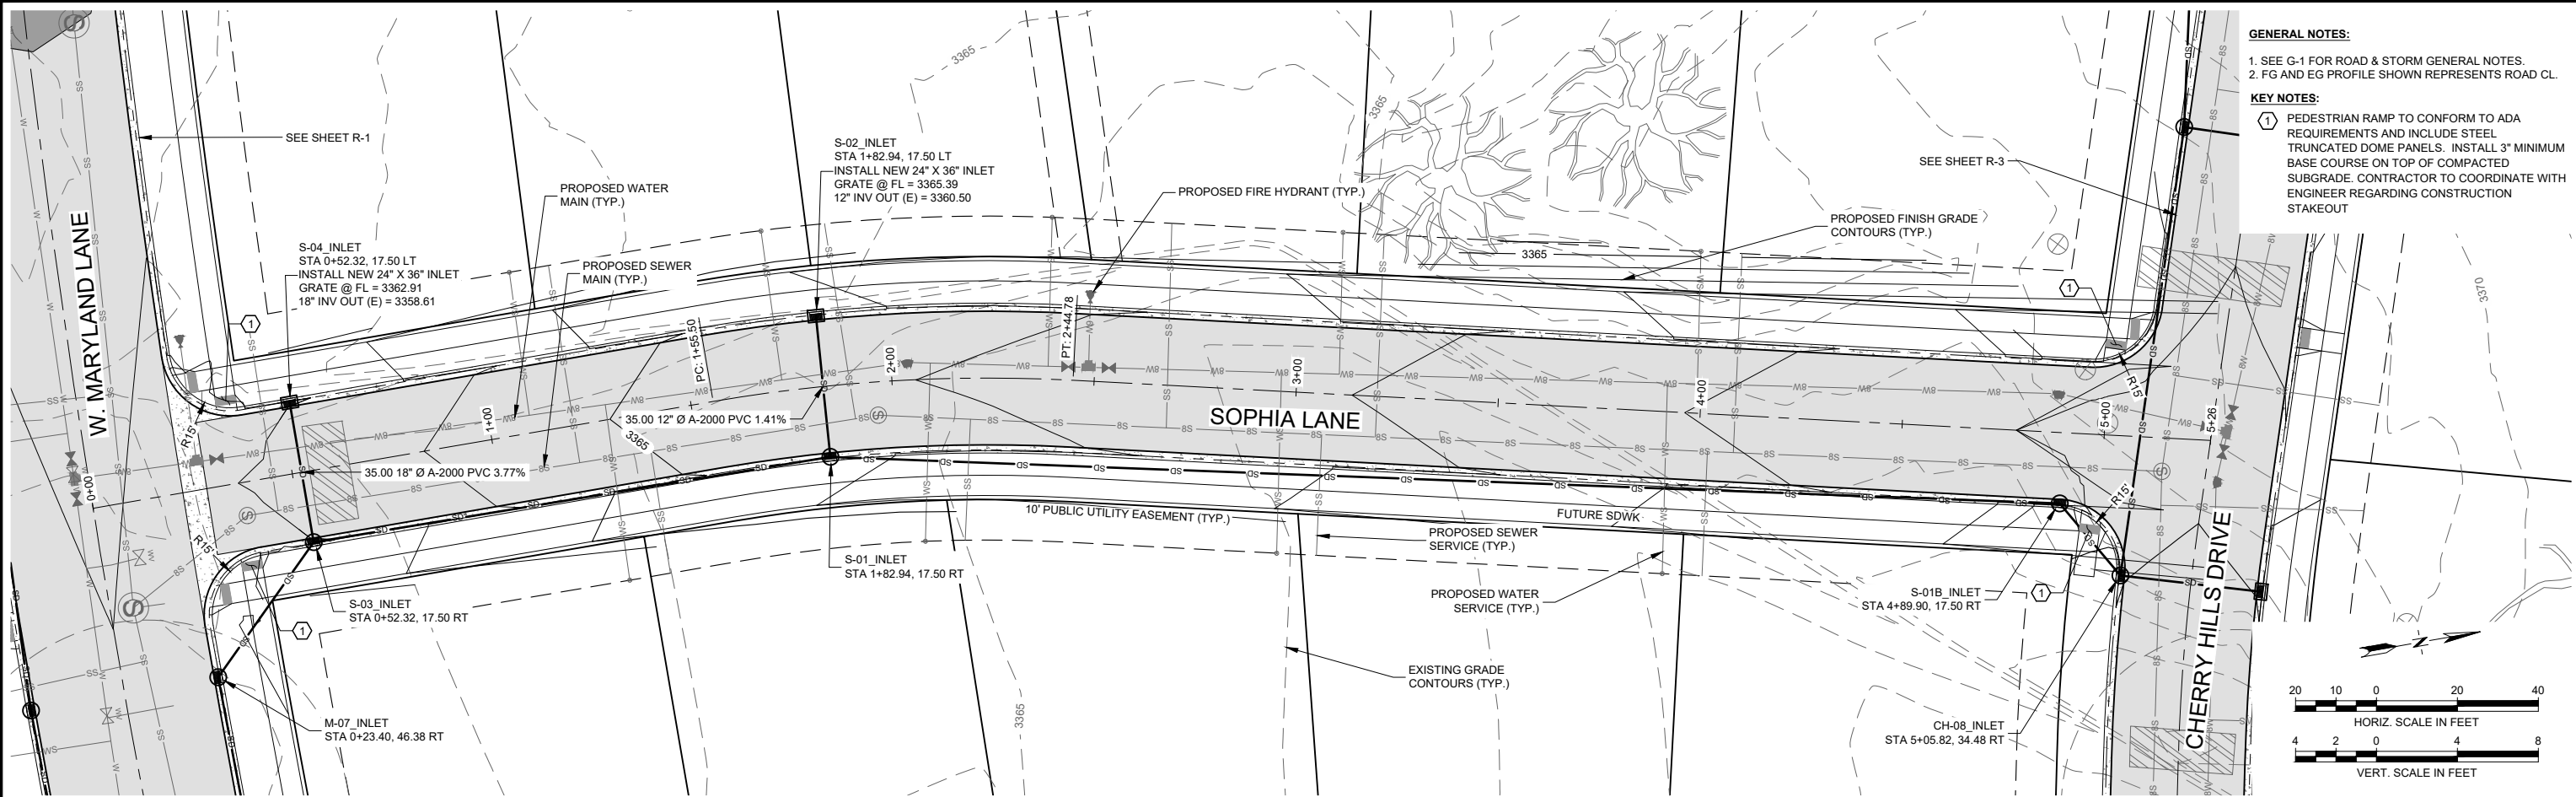 GENERAL NOTES:
1. SEE G-1 FOR ROAD & STORM GENERAL NOTES.
2. FG AND EG PROFILE SHOWN REPRESENTS ROAD CL.
KEY NOTES:
1
PEDESTRIAN RAMP TO CONFORM TO ADA
REQUIREMENTS AND INCLUDE STEEL
TRUNCATED DOME PANELS. INSTALL 3" MINIMUM
BASE COURSE ON TOP OF COMPACTED
SUBGRADE. CONTRACTOR TO COORDINATE WITH
ENGINEER REGARDING CONSTRUCTION
STAKEOUT
SEE SHEET R-1
W. MARYLAND LANE
S-04_INLET
STA 0+52.32, 17.50 LT
INSTALL NEW 24" X 36" INLET
GRATE @ FL = 3362.91
18" INV OUT (E) = 3358.61
PROPOSED WATER
MAIN (TYP.)
PROPOSED SEWER
MAIN (TYP.)
S-02_INLET
STA 1+82.94, 17.50 LT
INSTALL NEW 24" X 36" INLET
GRATE @ FL = 3365.39
12" INV OUT (E) = 3360.50
PROPOSED FIRE HYDRANT (TYP.)
PROPOSED FINISH GRADE
CONTOURS (TYP.)
SEE SHEET R-3
3365
3365
3365
3370
1
1
R15'
R15'
0+00
1+00
PC: 1+55.50
2+00
PT: 2+44.78
3+00
4+00
5+00
5+26
35.00 12" Ø A-2000 PVC 1.41%
3365
35.00 18" Ø A-2000 PVC 3.77%
SOPHIA LANE
R15'
R15'
10' PUBLIC UTILITY EASEMENT (TYP.)
FUTURE SDWK
S-03_INLET
STA 0+52.32, 17.50 RT
1
S-01_INLET
STA 1+82.94, 17.50 RT
PROPOSED SEWER
SERVICE (TYP.)
PROPOSED WATER
SERVICE (TYP.)
S-01B_INLET
STA 4+89.90, 17.50 RT
1
CHERRY HILLS DRIVE
M-07_INLET
STA 0+23.40, 46.38 RT
3365
EXISTING GRADE
CONTOURS (TYP.)
CH-08_INLET
STA 5+05.82, 34.48 RT
N
20 10 0 20 40
HORIZ. SCALE IN FEET
4 2 0 4 8
VERT. SCALE IN FEET